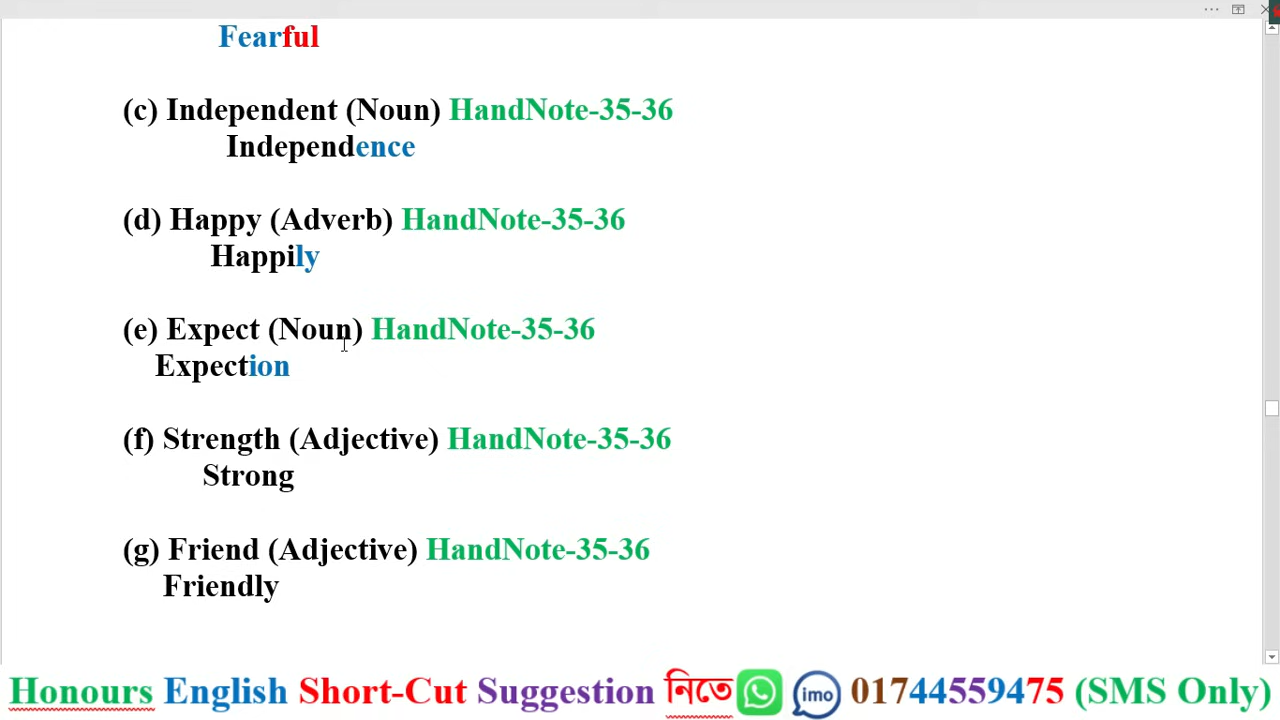 Fearful
(c) Independent (Noun) HandNote-35-36
Independence
(d) Happy (Adverb) HandNote-35-36
Happily
(e) Expect (Noun) HandNote-35-36
Expection
(f) Strength (Adjective) HandNote-35-36
Strong
(g) Friend (Adjective) HandNote-35-36
Friendly
Honours English Short-Cut Suggestion নিতে imo 01744559475 (SMS Only)